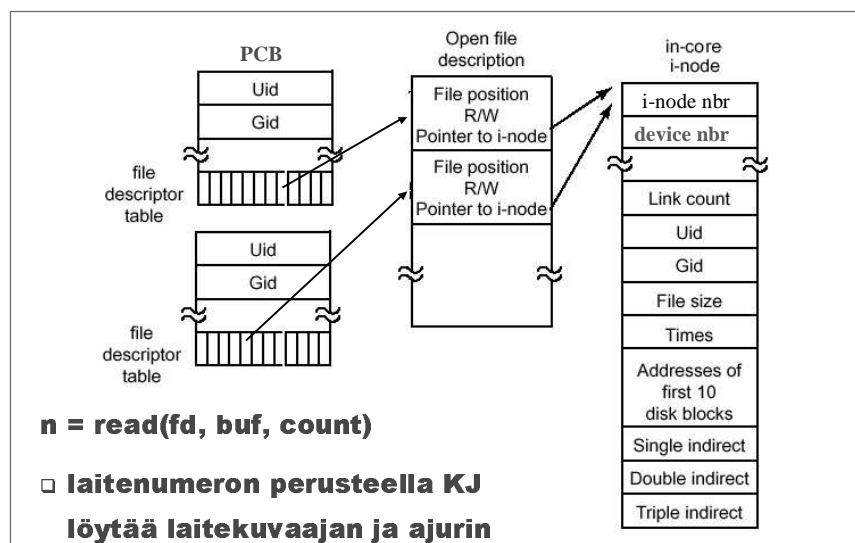 PCB
Uid
Gid
file
descriptor
table
Uid
Gid
file
descriptor
table
Open file
description
File position
R/W
Pointer to i-node
File position
R/W
Pointer to i-node
in-core
i-node
i-node nbr
device nbr
Link count
Uid
Gid
File size
Times
Addresses of
first 10
disk blocks
Single indirect
Double indirect
Triple indirect
n = read(fd, buf, count)
❑ laitenumeron perusteella KJ
löytää laitekuvaajan ja ajurin